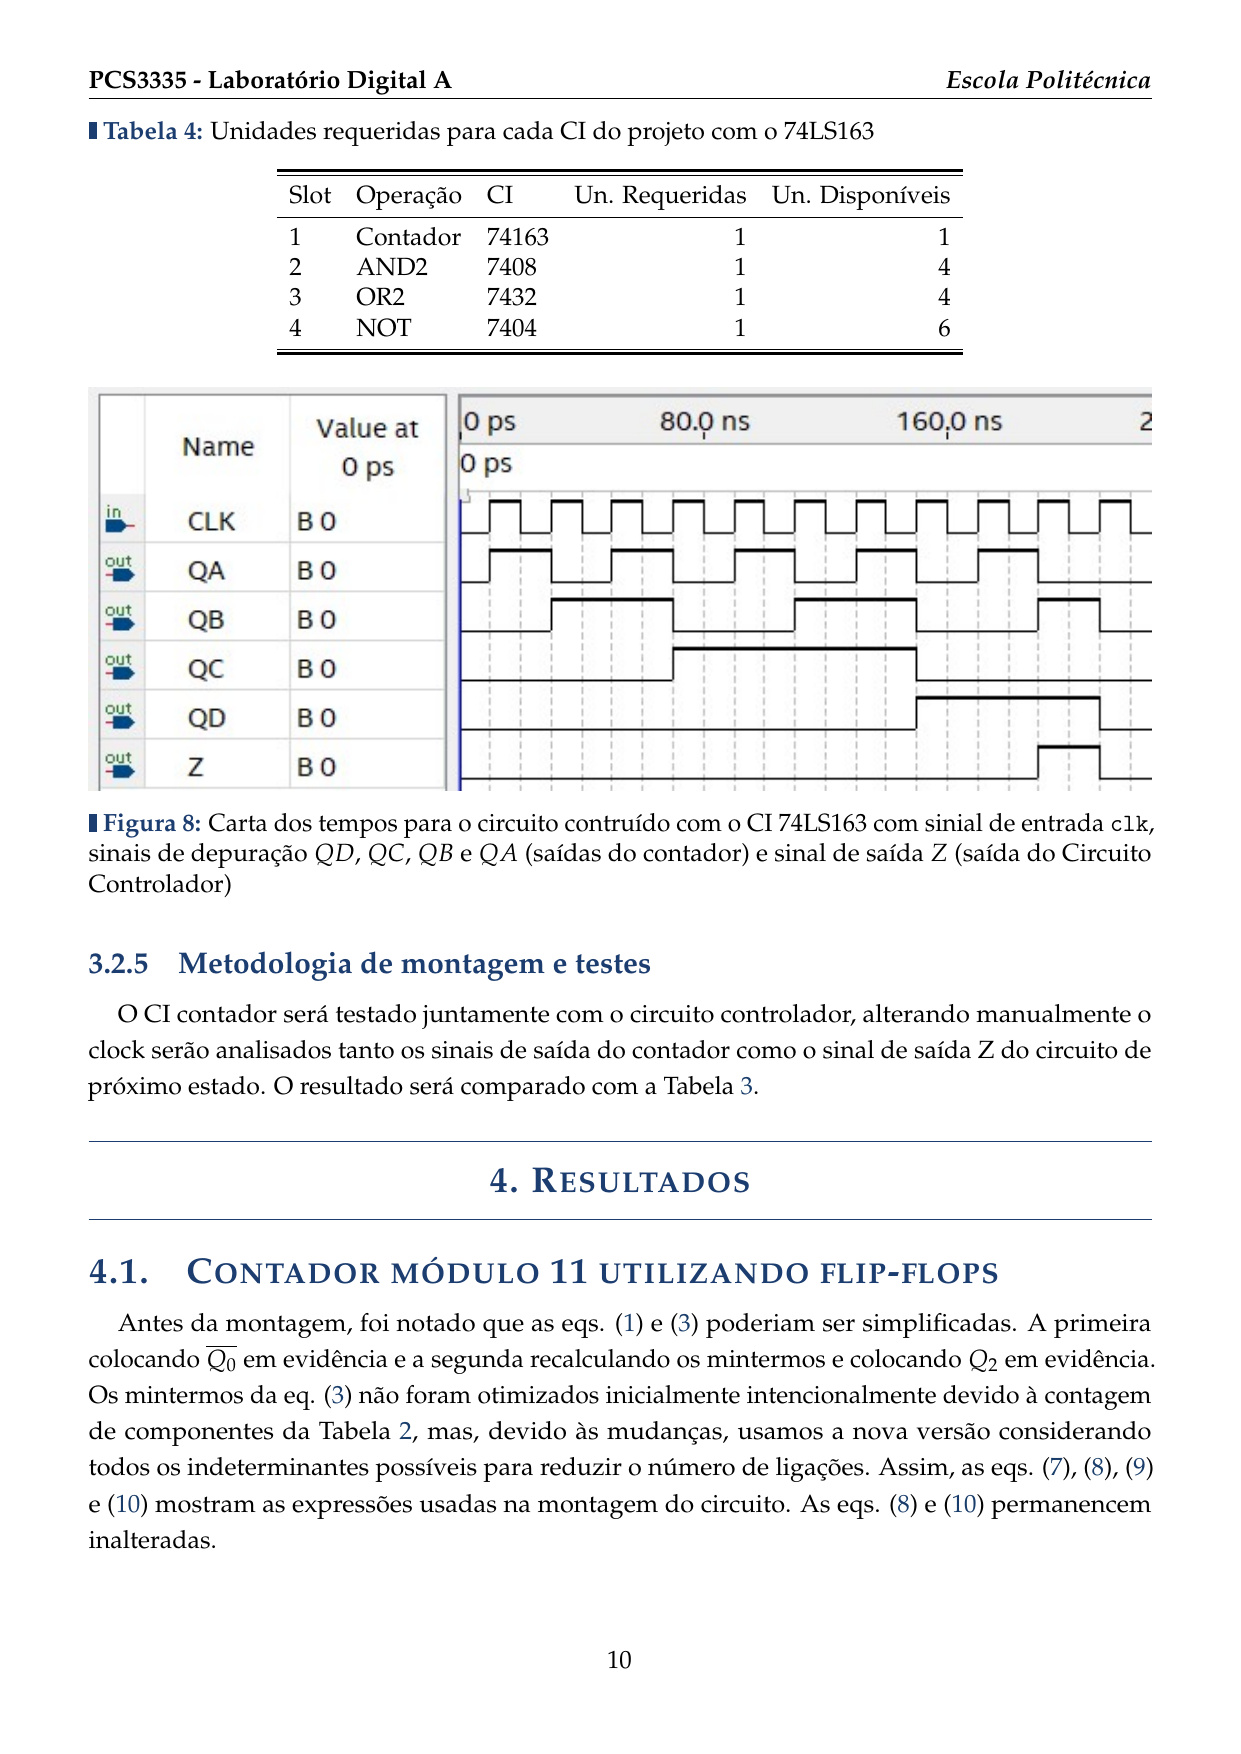 PCS3335 - Laboratório Digital A Escola Politécnica
Tabela 4: Unidades requeridas para cada CI do projeto com o 74LS163
Slot Operação CI Un. Requeridas Un. Disponíveis
1 Contador 74163 1 1
2 AND2 7408 1 4
3 OR2 7432 1 4
4 NOT 7404 1 6
Name Value at 0 ps 0 ps 80.0 ns 160.0 ns 2
0 ps
in CLK B 0
out QA B 0
out QB B 0
out QC B 0
out QD B 0
out Z B 0
Figura 8: Carta dos tempos para o circuito contruído com o CI 74LS163 com sinial de entrada clk,
sinais de depuração QD, QC, QB e QA (saídas do contador) e sinal de saída Z (saída do Circuito
Controlador)
3.2.5 Metodologia de montagem e testes
O CI contador será testado juntamente com o circuito controlador, alterando manualmente o
clock serão analisados tanto os sinais de saída do contador como o sinal de saída Z do circuito de
próximo estado. O resultado será comparado com a Tabela 3.
4. RESULTADOS
4.1. CONTADOR MÓDULO 11 UTILIZANDO FLIP-FLOPS
Antes da montagem, foi notado que as eqs. (1) e (3) poderiam ser simplificadas. A primeira
colocando Q̅₀ em evidência e a segunda recalculando os mintermos e colocando Q₂ em evidência.
Os mintermos da eq. (3) não foram otimizados inicialmente intencionalmente devido à contagem
de componentes da Tabela 2, mas, devido às mudanças, usamos a nova versão considerando
todos os indeterminantes possíveis para reduzir o número de ligações. Assim, as eqs. (7), (8), (9)
e (10) mostram as expressões usadas na montagem do circuito. As eqs. (8) e (10) permanencem
inalteradas.
10